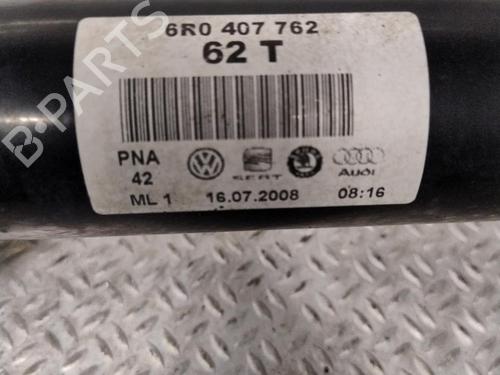 6R0 407 762
62 T
PNA
42
SEAT
Audi
ML 1 16.07.2008 08:16
B-PARTS